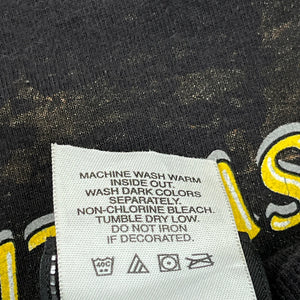 MACHINE WASH WARM
INSIDE OUT.
WASH DARK COLORS
SEPARATELY.
NON-CHLORINE BLEACH.
TUMBLE DRY LOW.
DO NOT IRON
IF DECORATED.
40C